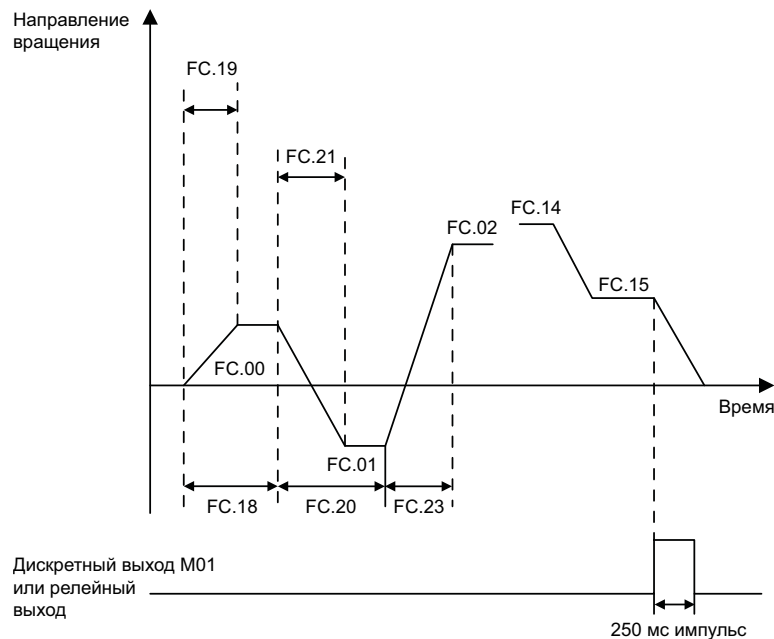 Направление
вращения
FC.19
FC.21
FC.02
FC.14
FC.15
FC.00
Время
FC.01
FC.18
FC.20
FC.23
Дискретный выход М01
или релейный
выход
250 мс импульс